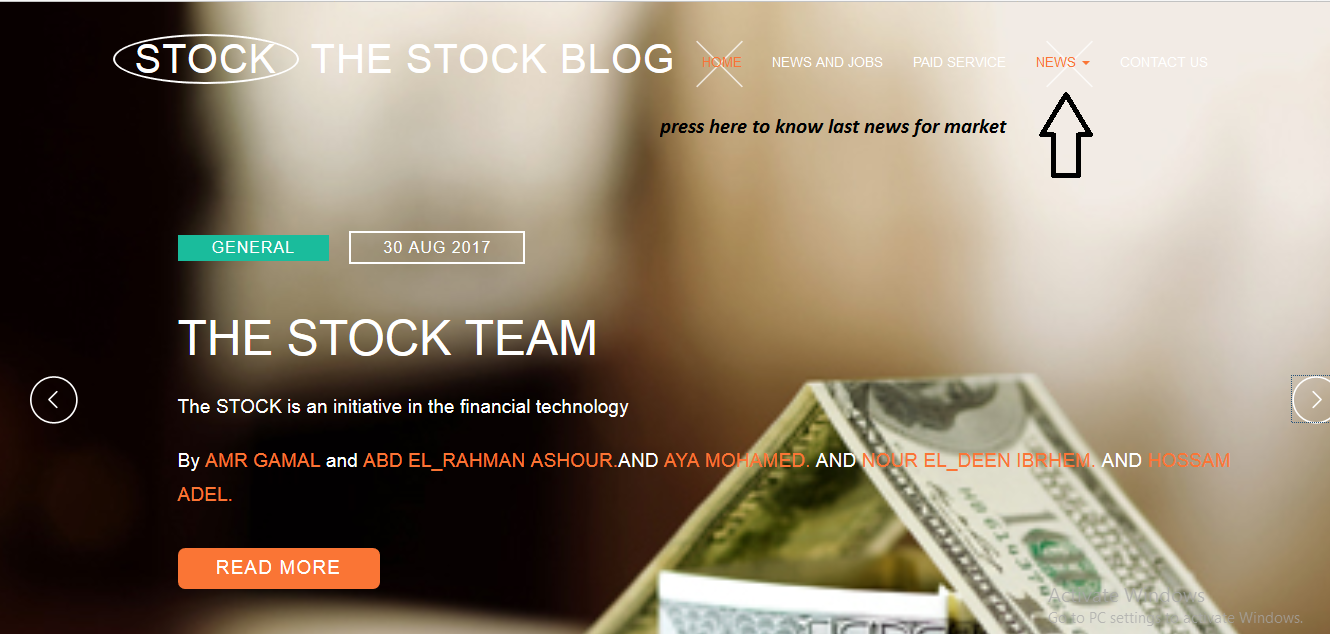 STOCK THE STOCK BLOG HOME NEWS AND JOBS PAID SERVICE NEWS CONTACT US
press here to know last news for market
GENERAL 30 AUG 2017
THE STOCK TEAM
The STOCK is an initiative in the financial technology
By AMR GAMAL and ABD EL_RAHMAN ASHOUR.AND AYA MOHAMED. AND NOUR EL_DEEN IBRHEM. AND HOSSAM
ADEL.
READ MORE
Activate Windows
Go to PC settings to activate Windows.